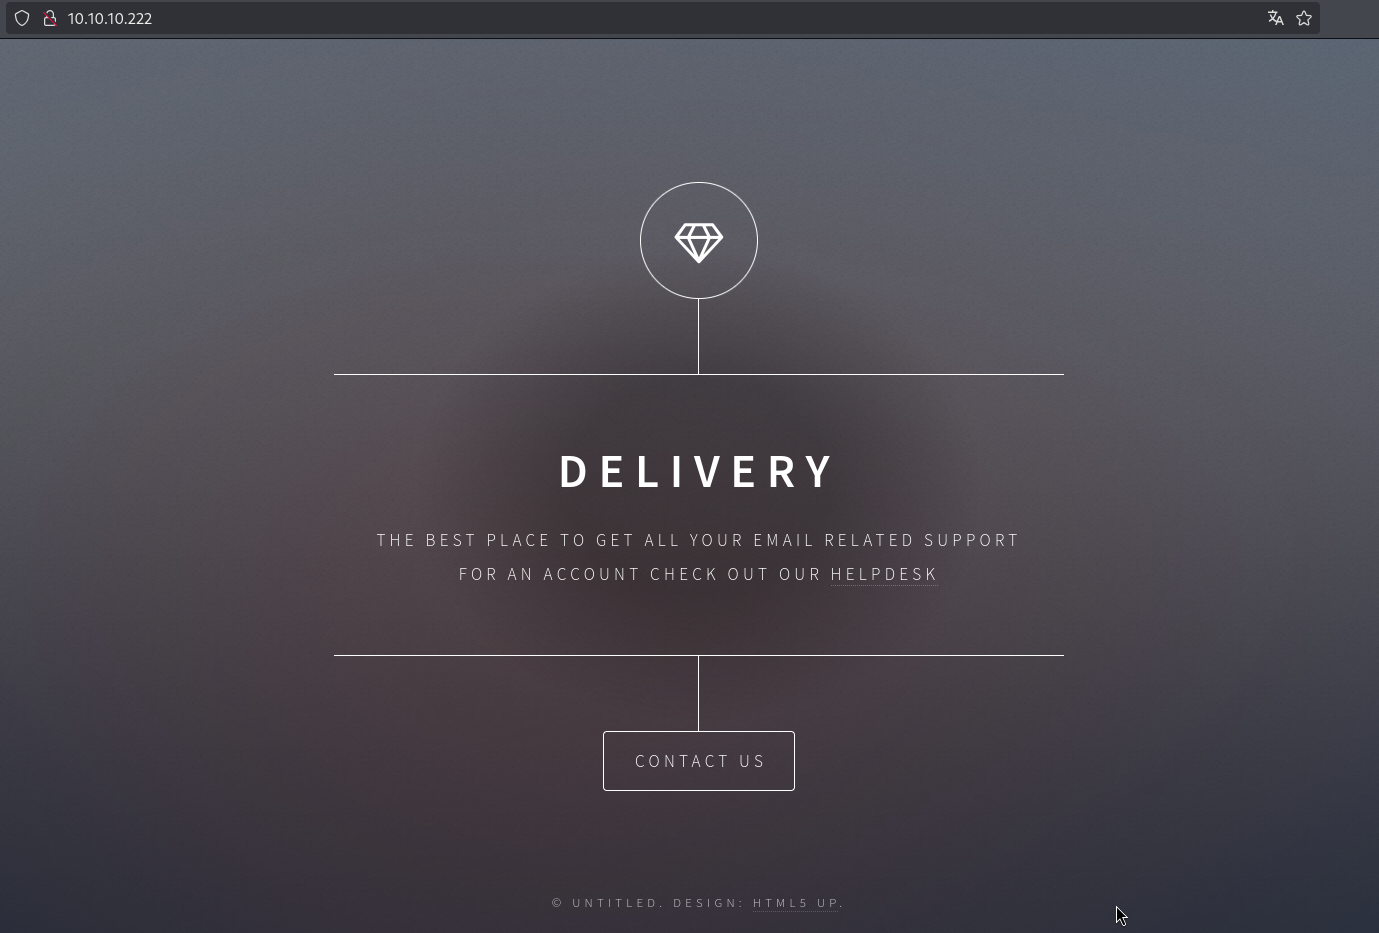 10.10.10.222
DELIVERY
THE BEST PLACE TO GET ALL YOUR EMAIL RELATED SUPPORT
FOR AN ACCOUNT CHECK OUT OUR HELPDESK
CONTACT US
© UNTITLED. DESIGN: HTML5 UP.